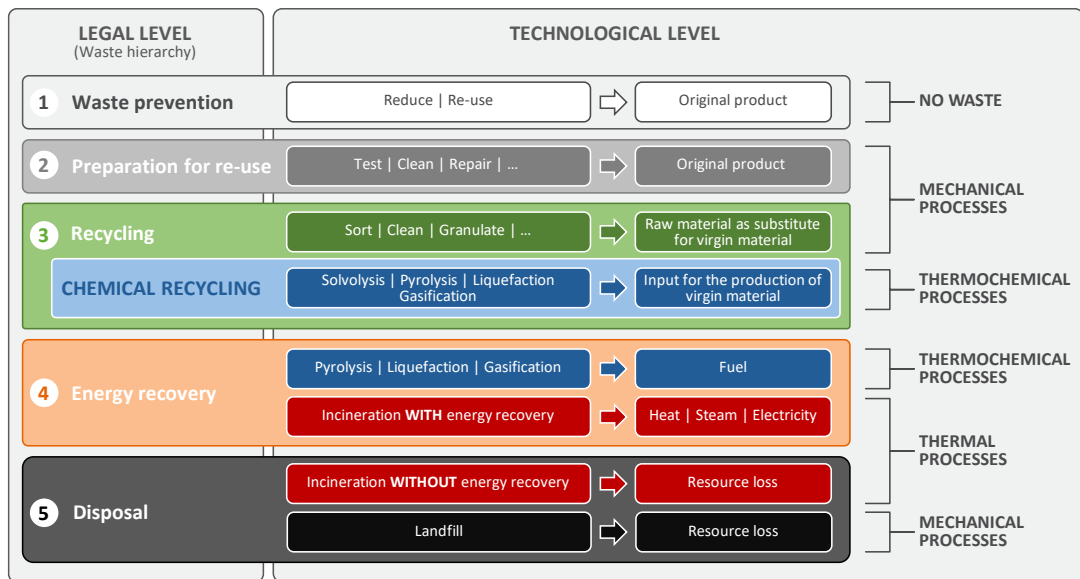 LEGAL LEVEL
(Waste hierarchy)
TECHNOLOGICAL LEVEL
1 Waste prevention
Reduce | Re-use
Original product
NO WASTE
2 Preparation for re-use
Test | Clean | Repair | ...
Original product
MECHANICAL
PROCESSES
3 Recycling
Sort | Clean | Granulate | ...
Raw material as substitute
for virgin material
CHEMICAL RECYCLING
Solvolysis | Pyrolysis | Liquefaction
Gasification
Input for the production of
virgin material
THERMOCHEMICAL
PROCESSES
4 Energy recovery
Pyrolysis | Liquefaction | Gasification
Fuel
THERMOCHEMICAL
PROCESSES
Incineration WITH energy recovery
Heat | Steam | Electricity
THERMAL
PROCESSES
5 Disposal
Incineration WITHOUT energy recovery
Resource loss
Landfill
Resource loss
MECHANICAL
PROCESSES